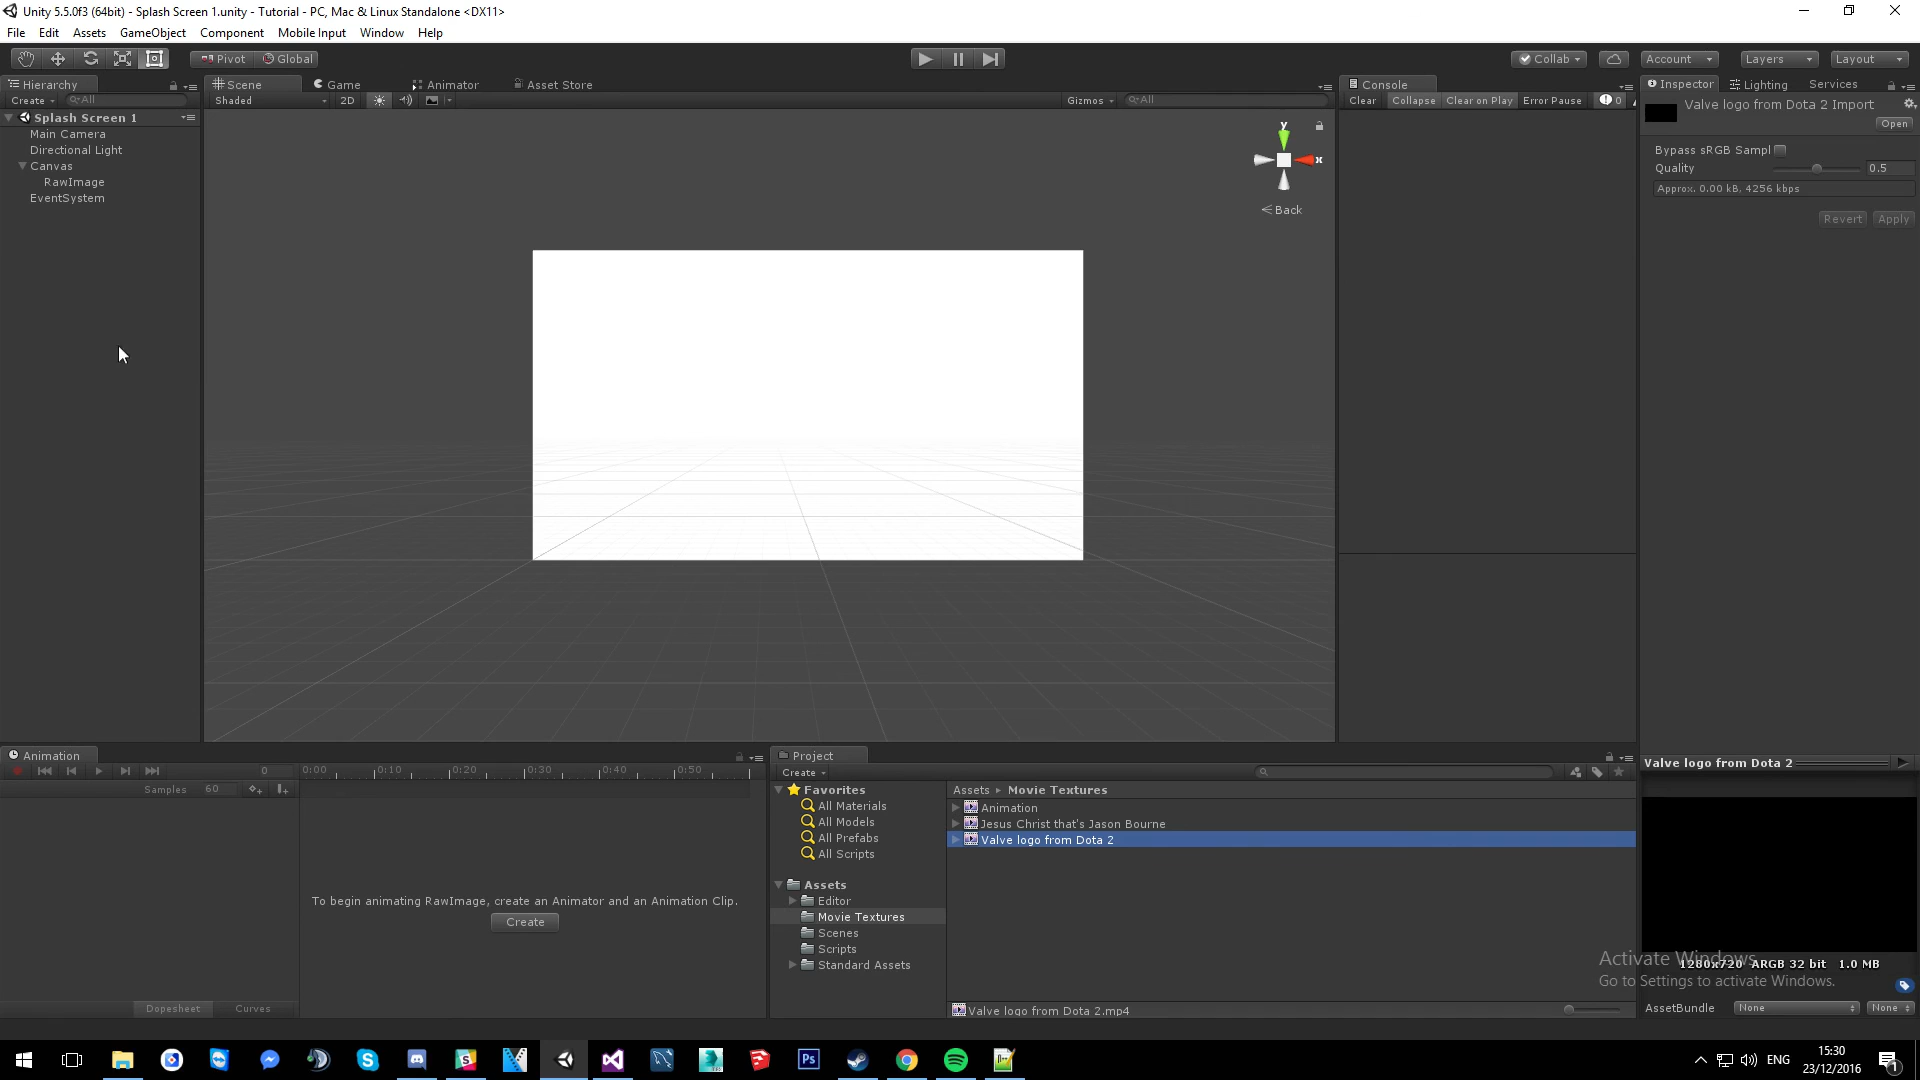 Unity 5.5.0f3 (64bit) - Splash Screen 1.unity - Tutorial - PC, Mac & Linux Standalone <DX11>
File Edit Assets GameObject Component Mobile Input Window Help
Pivot Global Collab Account Layers Layout
Hierarchy
Create All
Splash Screen 1
Main Camera
Directional Light
Canvas
RawImage
EventSystem
Scene Game Animator Asset Store
Shaded 2D Gizmos All
y
x
Back
Console
Clear Collapse Clear on Play Error Pause 0
Inspector Lighting Services
Valve logo from Dota 2 Import
Open
Bypass sRGB Sampl
Quality 0.5
Approx. 0.00 kB, 4256 kbps
Revert Apply
Animation
0 0:00 0:10 0:20 0:30 0:40 0:50
Samples 60
To begin animating RawImage, create an Animator and an Animation Clip.
Create
Dopesheet Curves
Project
Create
Favorites
All Materials
All Models
All Prefabs
All Scripts
Assets
Editor
Movie Textures
Scenes
Scripts
Standard Assets
Assets Movie Textures
Animation
Jesus Christ that's Jason Bourne
Valve logo from Dota 2
Valve logo from Dota 2.mp4
Valve logo from Dota 2
1280x720 ARGB 32 bit 1.0 MB
Activate Windows
Go to Settings to activate Windows.
AssetBundle None None
Ps
ENG
15:30
23/12/2016
1